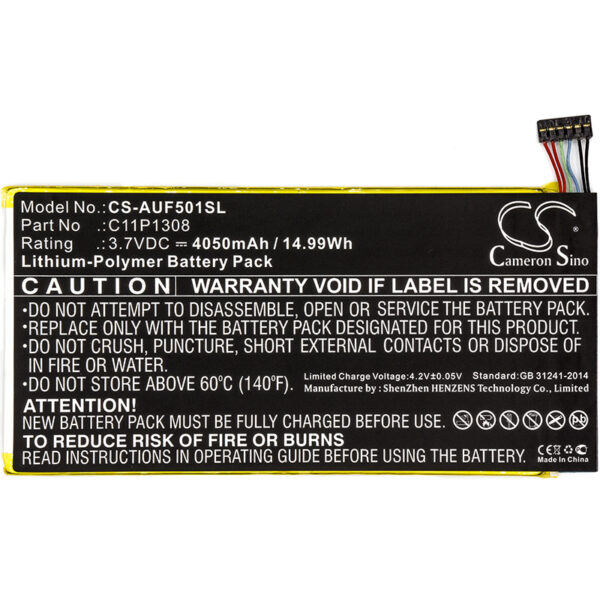 Model No.:CS-AUF501SL
Part No :C11P1308
Rating :3.7VDC ⎓ 4050mAh / 14.99Wh
Lithium-Polymer Battery Pack
CS
Cameron Sino
CAUTION WARRANTY VOID IF LABEL IS REMOVED
•DO NOT ATTEMPT TO DISASSEMBLE, OPEN OR SERVICE THE BATTERY PACK.
•REPLACE ONLY WITH THE BATTERY PACK DESIGNATED FOR THIS PRODUCT.
•DO NOT CRUSH, PUNCTURE, SHORT EXTERNAL CONTACTS OR DISPOSE OF
IN FIRE OR WATER.
•DO NOT STORE ABOVE 60℃ (140℉).
Limited Charge Voltage:4.2V±0.05V Standard:GB 31241-2014
Manufacture by : ShenZhen HENZENS Technology Co., Limited
ATTENTION!
NEW BATTERY PACK MUST BE FULLY CHARGED BEFORE USE.
TO REDUCE RISK OF FIRE OR BURNS
READ INSTRUCTIONS IN OPERATING GUIDE BEFORE USING BATTERY.
CE
Made In China